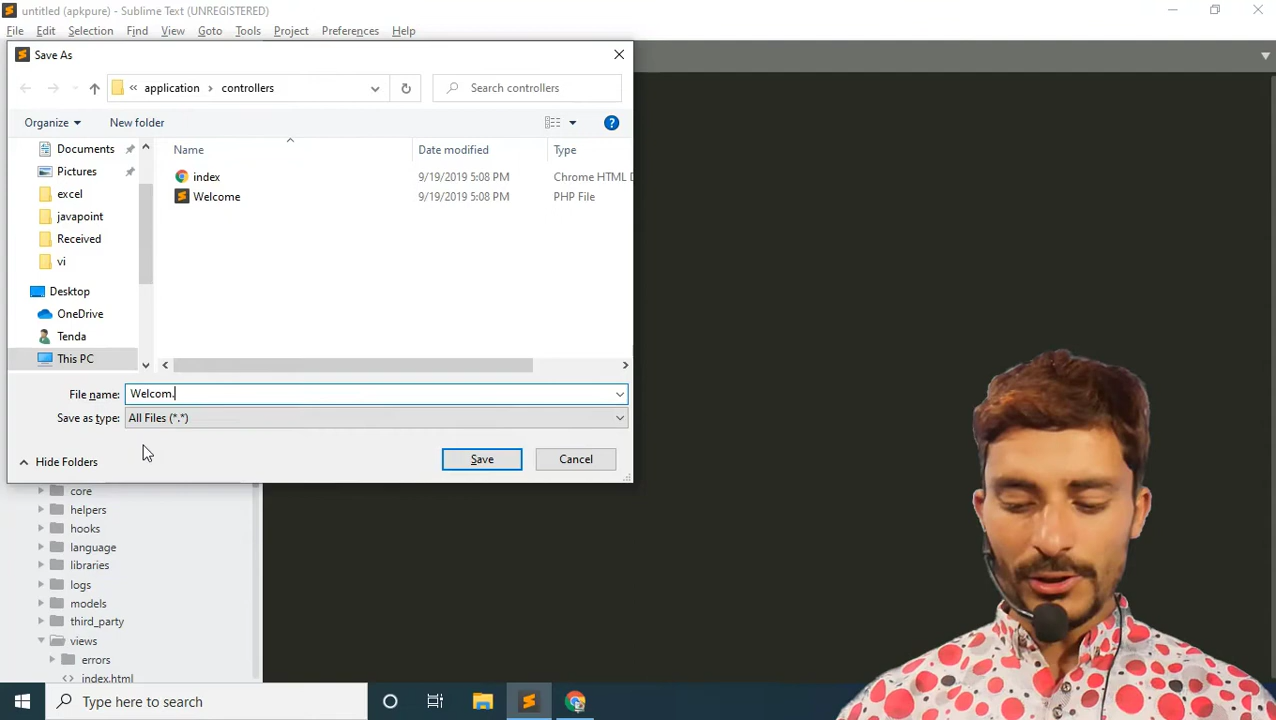 untitled (apkpure) - Sublime Text (UNREGISTERED)
File Edit Selection Find View Goto Tools Project Preferences Help
Save As
« application › controllers
Search controllers
Organize New folder
Name Date modified Type
Documents
Pictures
excel
javapoint
Received
vi
Desktop
OneDrive
Tenda
This PC
index 9/19/2019 5:08 PM Chrome HTML D
Welcome 9/19/2019 5:08 PM PHP File
File name: Welcom.
Save as type: All Files (*.*)
Hide Folders
Save Cancel
core
helpers
hooks
language
libraries
logs
models
third_party
views
errors
index.html
Type here to search